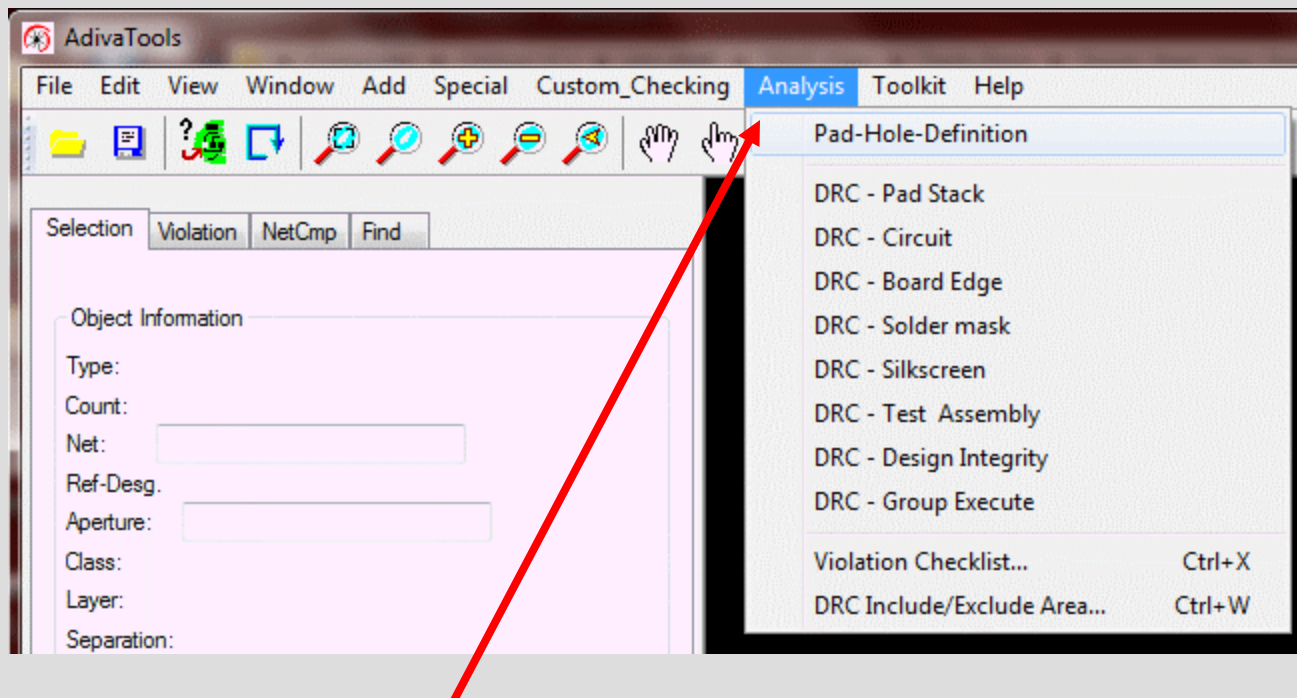 AdivaTools
File Edit View Window Add Special Custom_Checking Analysis Toolkit Help
?
Pad-Hole-Definition
DRC - Pad Stack
DRC - Circuit
DRC - Board Edge
DRC - Solder mask
DRC - Silkscreen
DRC - Test Assembly
DRC - Design Integrity
DRC - Group Execute
Violation Checklist... Ctrl+X
DRC Include/Exclude Area... Ctrl+W
Selection Violation NetCmp Find
Object Information
Type:
Count:
Net:
Ref-Desg.
Aperture:
Class:
Layer:
Separation: